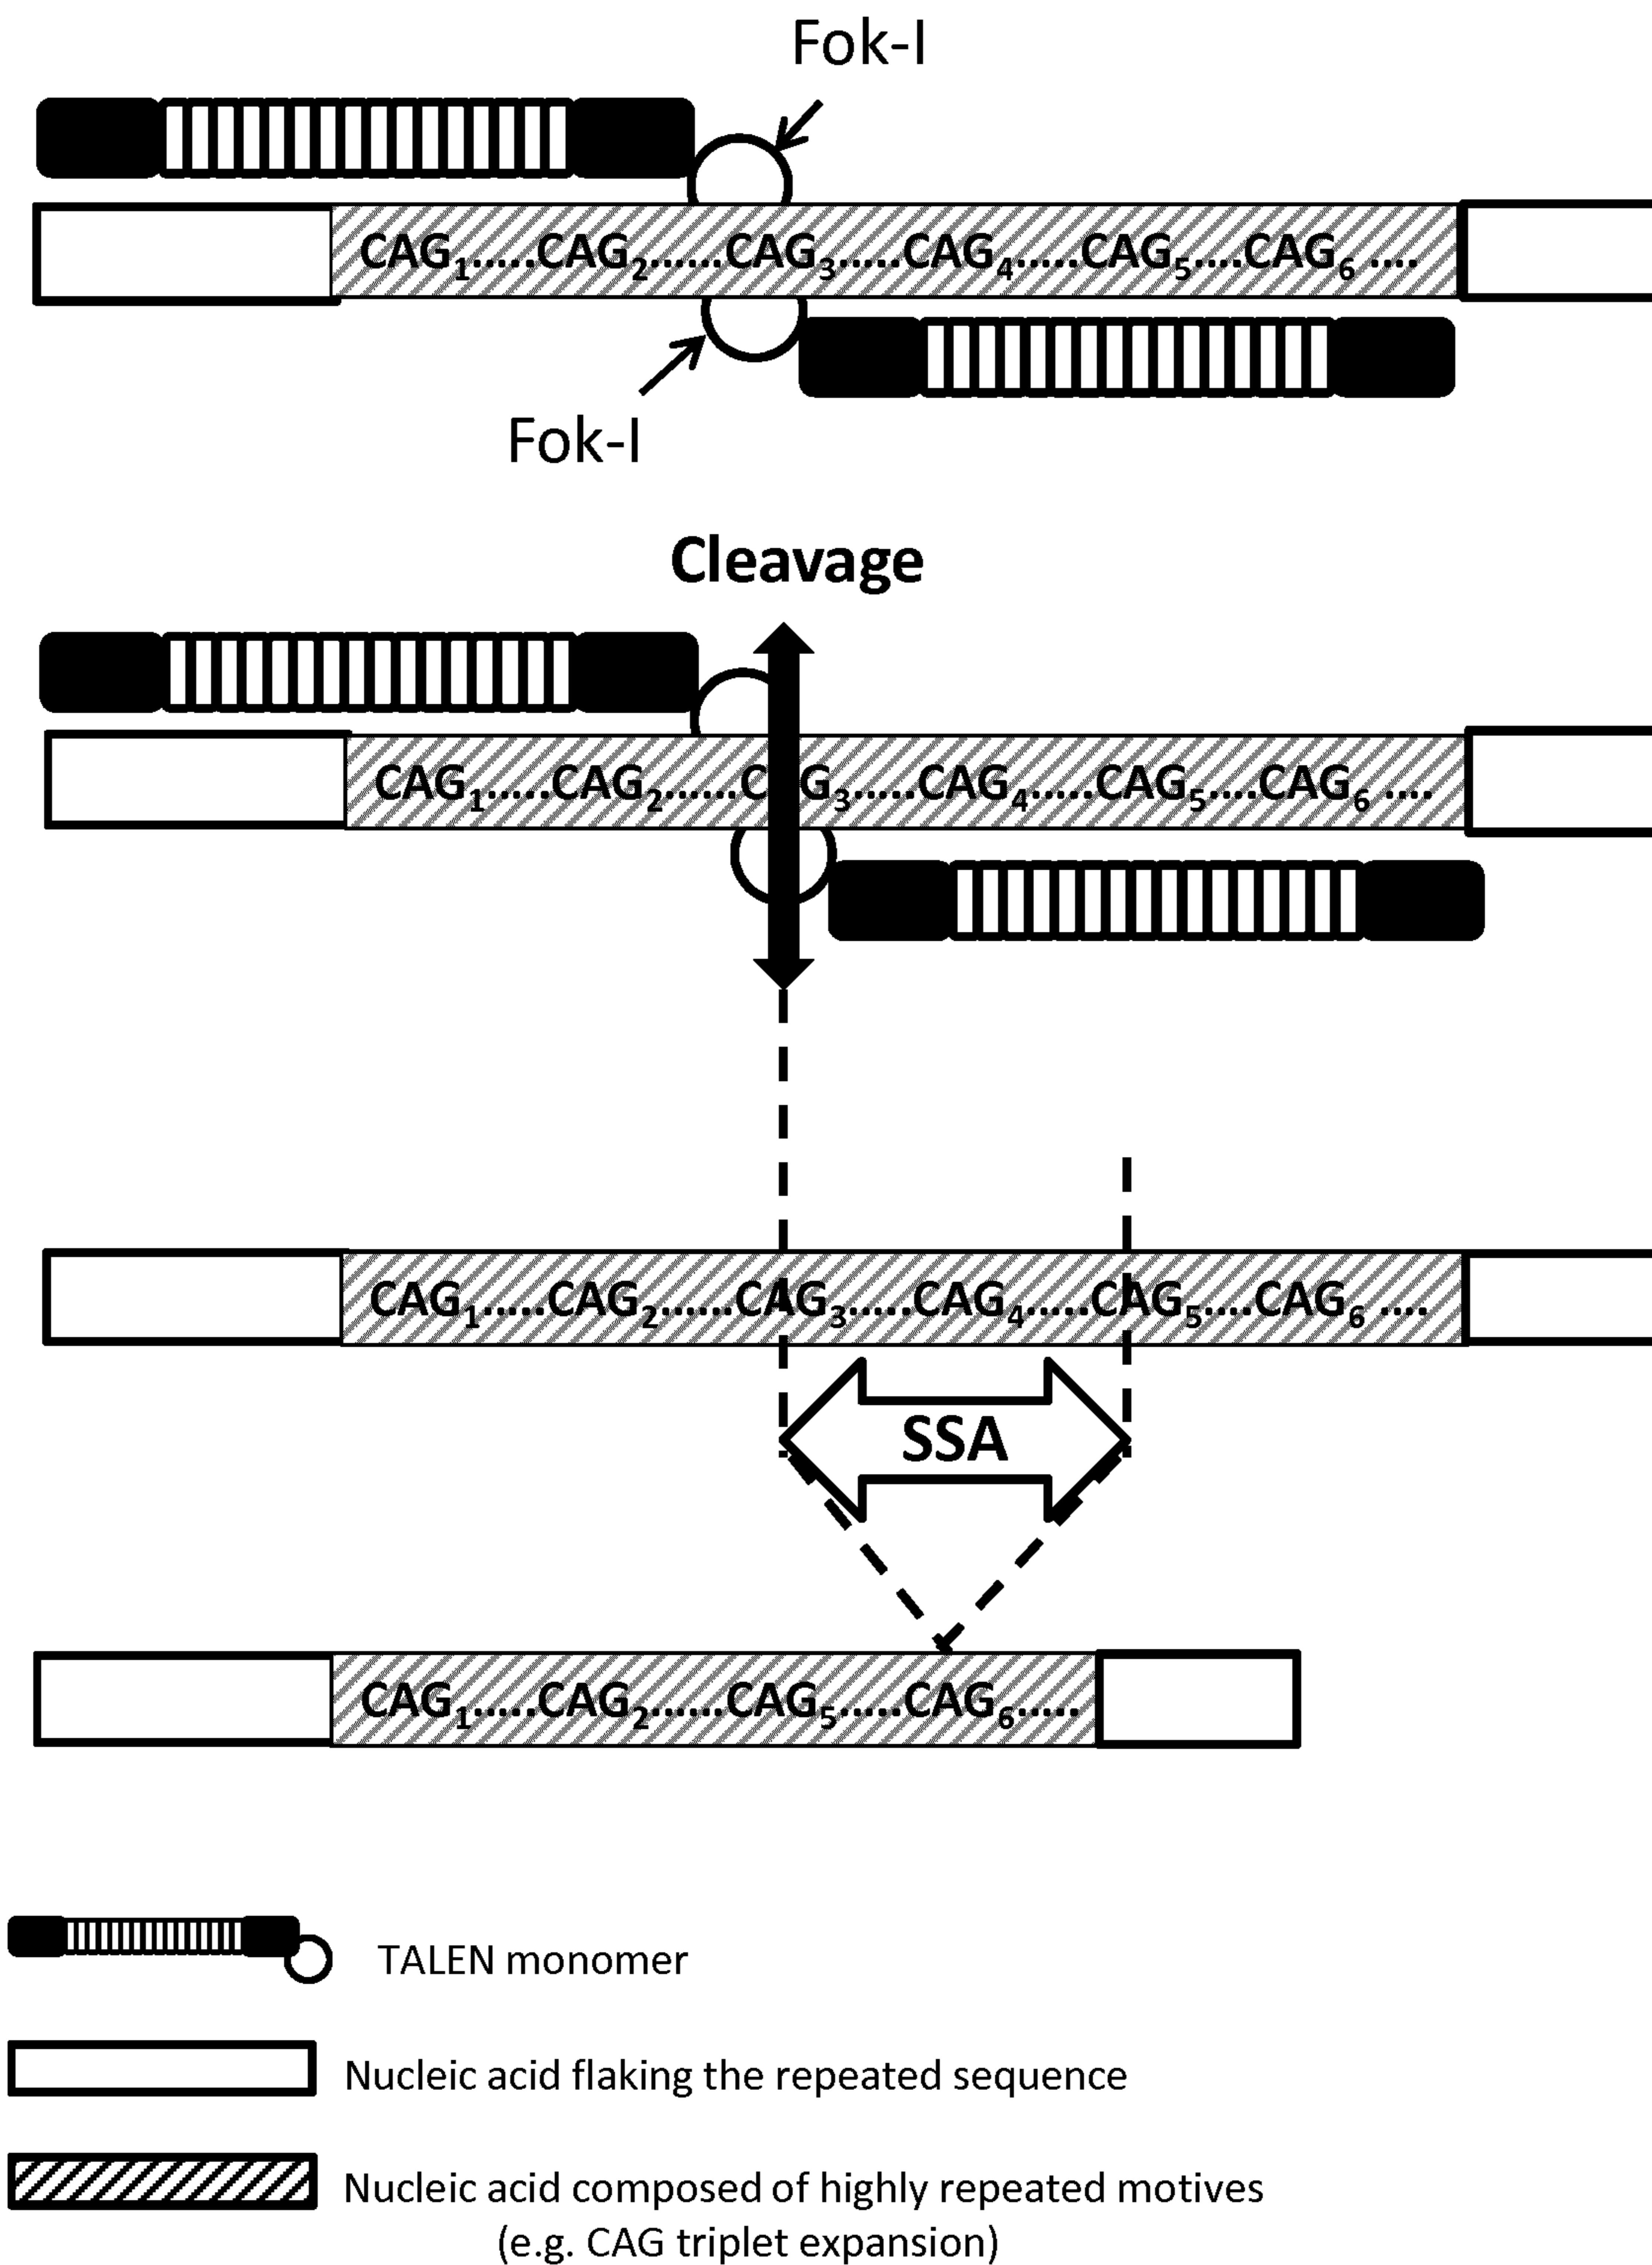 Fok-I
CAG₁.....CAG₂......CAG₃.....CAG₄.....CAG₅....CAG₆ ....
Fok-I
Cleavage
CAG₁.....CAG₂......C G₃.....CAG₄.....CAG₅....CAG₆ ....
CAG₁.....CAG₂......CAG₃.....CAG₄.....CAG₅....CAG₆ ....
SSA
CAG₁.....CAG₂......CAG₅.....CAG₆.....
TALEN monomer
Nucleic acid flaking the repeated sequence
Nucleic acid composed of highly repeated motives
(e.g. CAG triplet expansion)